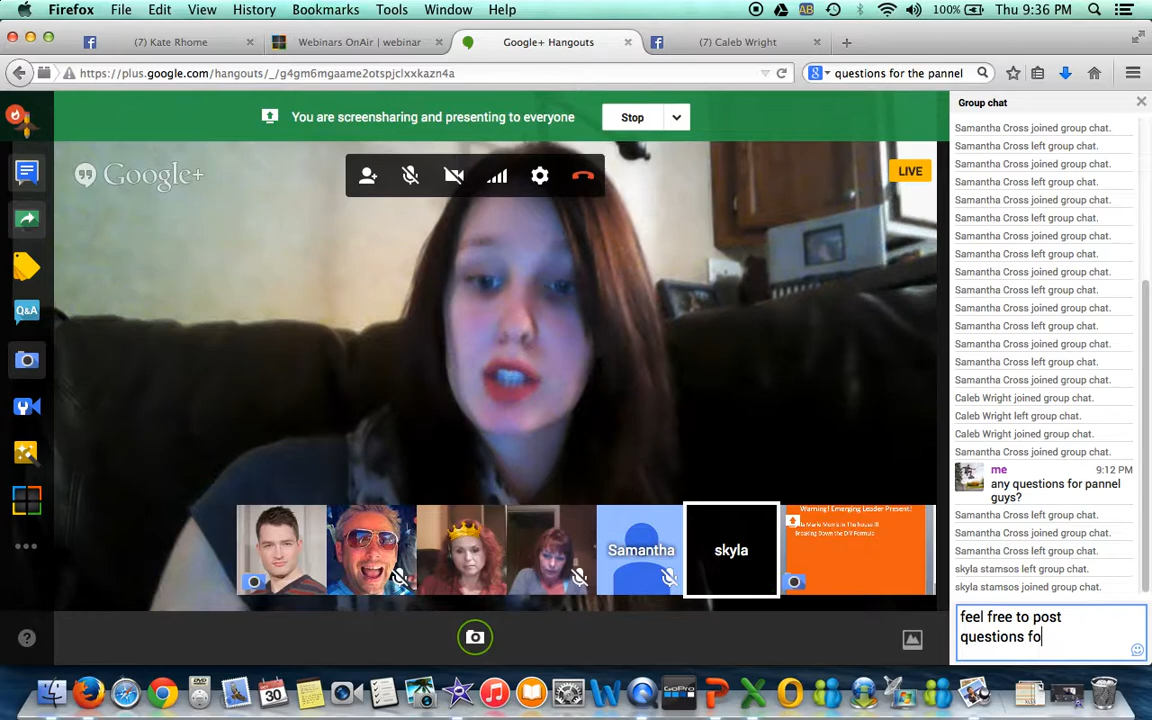 Firefox File Edit View History Bookmarks Tools Window Help
100% Thu 9:36 PM
(7) Kate Rhome
Webinars OnAir | webinar
Google+ Hangouts
(7) Caleb Wright
https://plus.google.com/hangouts/_/g4gm6mgaame2otspjclxxkazn4a
questions for the pannel
You are screensharing and presenting to everyone
Stop
Google+
LIVE
Q&A
Samantha
skyla
Warning! Emerging Leader Present!
Breaking Down the DIY Formula
Group chat
Samantha Cross joined group chat.
Samantha Cross left group chat.
Samantha Cross joined group chat.
Samantha Cross left group chat.
Samantha Cross joined group chat.
Samantha Cross left group chat.
Samantha Cross joined group chat.
Samantha Cross left group chat.
Samantha Cross joined group chat.
Samantha Cross left group chat.
Samantha Cross joined group chat.
Samantha Cross left group chat.
Samantha Cross joined group chat.
Samantha Cross left group chat.
Samantha Cross joined group chat.
Caleb Wright joined group chat.
Caleb Wright left group chat.
Caleb Wright joined group chat.
Samantha Cross joined group chat.
me 9:12 PM
any questions for pannel
guys?
Samantha Cross left group chat.
Samantha Cross joined group chat.
Samantha Cross left group chat.
skyla stamsos left group chat.
skyla stamsos joined group chat.
feel free to post
questions fo